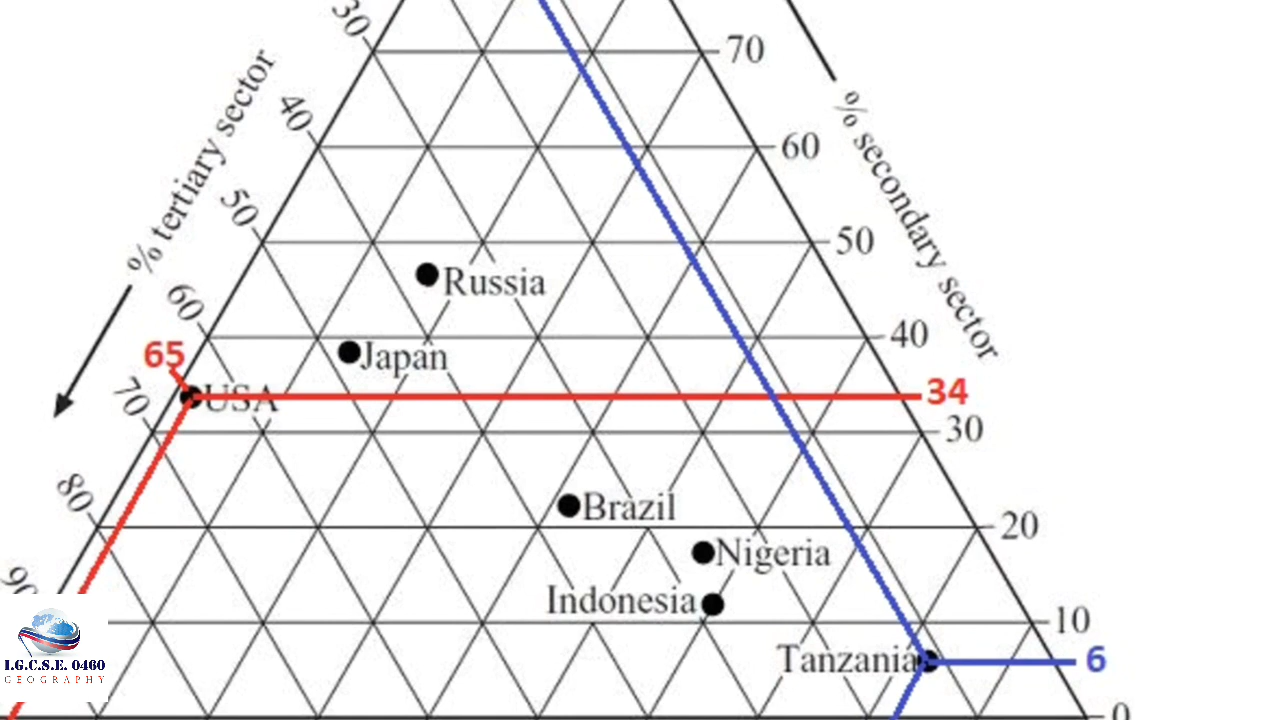 30
70
40
60
% tertiary sector
% secondary sector
50
50
Russia
60
40
Japan
65
USA
34
70
30
80
Brazil
20
Nigeria
90
Indonesia
10
I.G.C.S.E. 0460
GEOGRAPHY
Tanzania
6
0